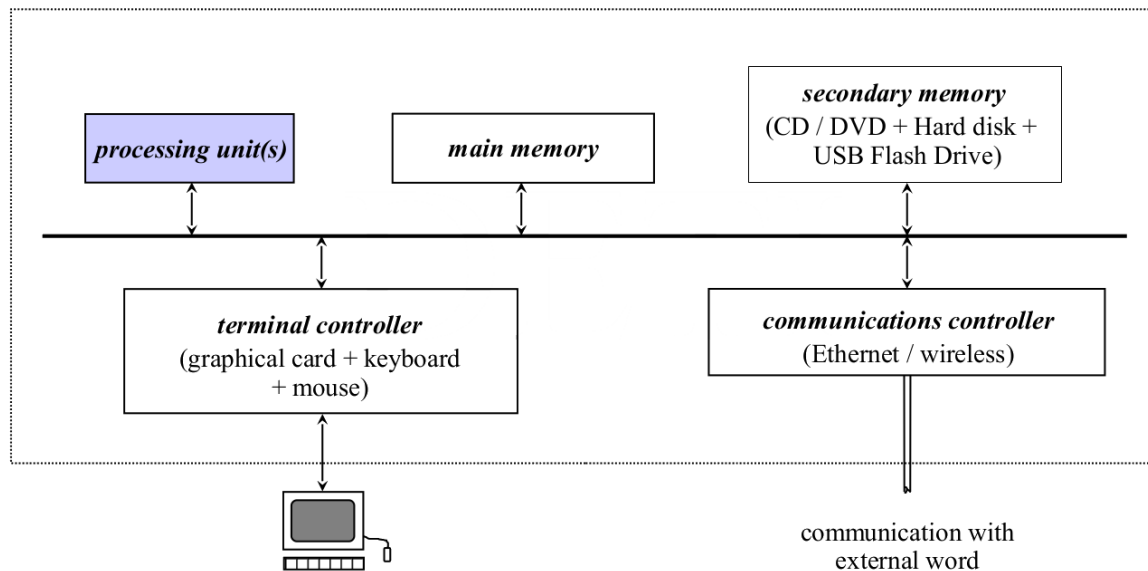 processing unit(s)
main memory
secondary memory
(CD / DVD + Hard disk +
USB Flash Drive)
terminal controller
(graphical card + keyboard
+ mouse)
communications controller
(Ethernet / wireless)
communication with
external word